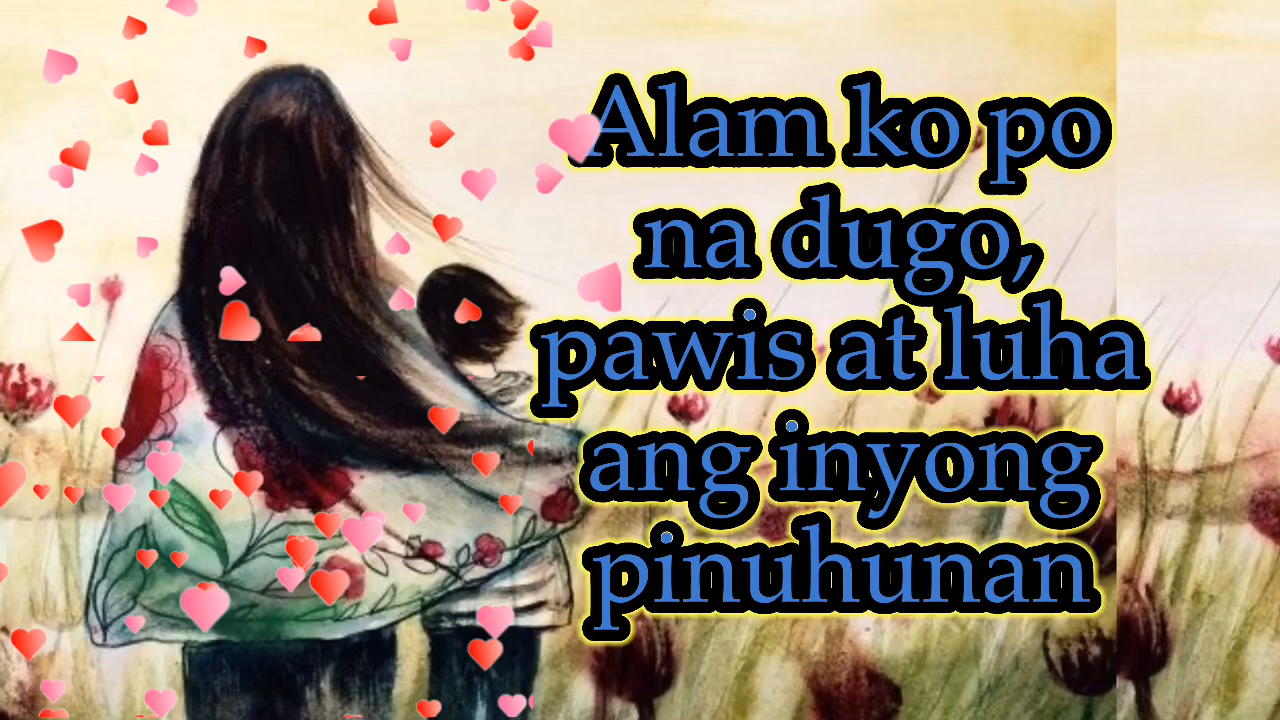 Alam ko po
na dugo,
pawis at luha
ang inyong
pinuhunan